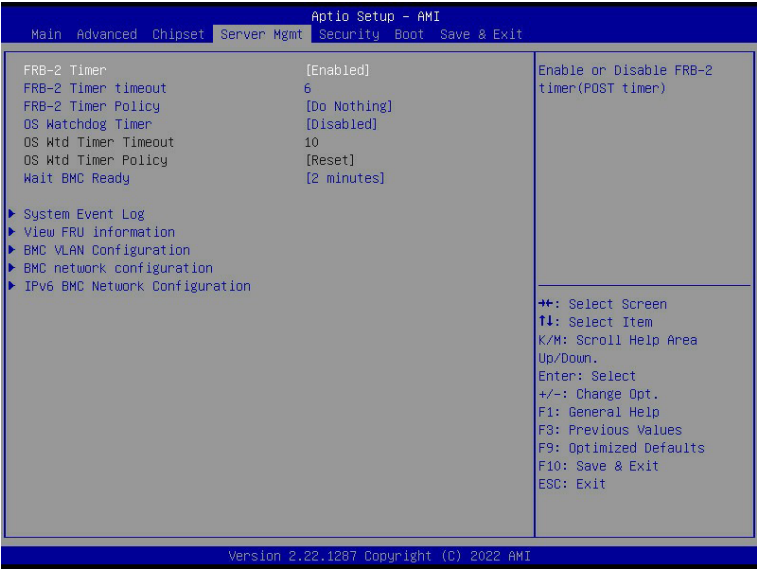 Aptio Setup – AMI
Main Advanced Chipset Server Mgmt Security Boot Save & Exit
FRB-2 Timer [Enabled]
FRB-2 Timer timeout 6
FRB-2 Timer Policy [Do Nothing]
OS Watchdog Timer [Disabled]
OS Wtd Timer Timeout 10
OS Wtd Timer Policy [Reset]
Wait BMC Ready [2 minutes]
System Event Log
View FRU information
BMC VLAN Configuration
BMC network configuration
IPv6 BMC Network Configuration
Enable or Disable FRB-2
timer(POST timer)
→←: Select Screen
↑↓: Select Item
K/M: Scroll Help Area
Up/Down.
Enter: Select
+/-: Change Opt.
F1: General Help
F3: Previous Values
F9: Optimized Defaults
F10: Save & Exit
ESC: Exit
Version 2.22.1287 Copyright (C) 2022 AMI